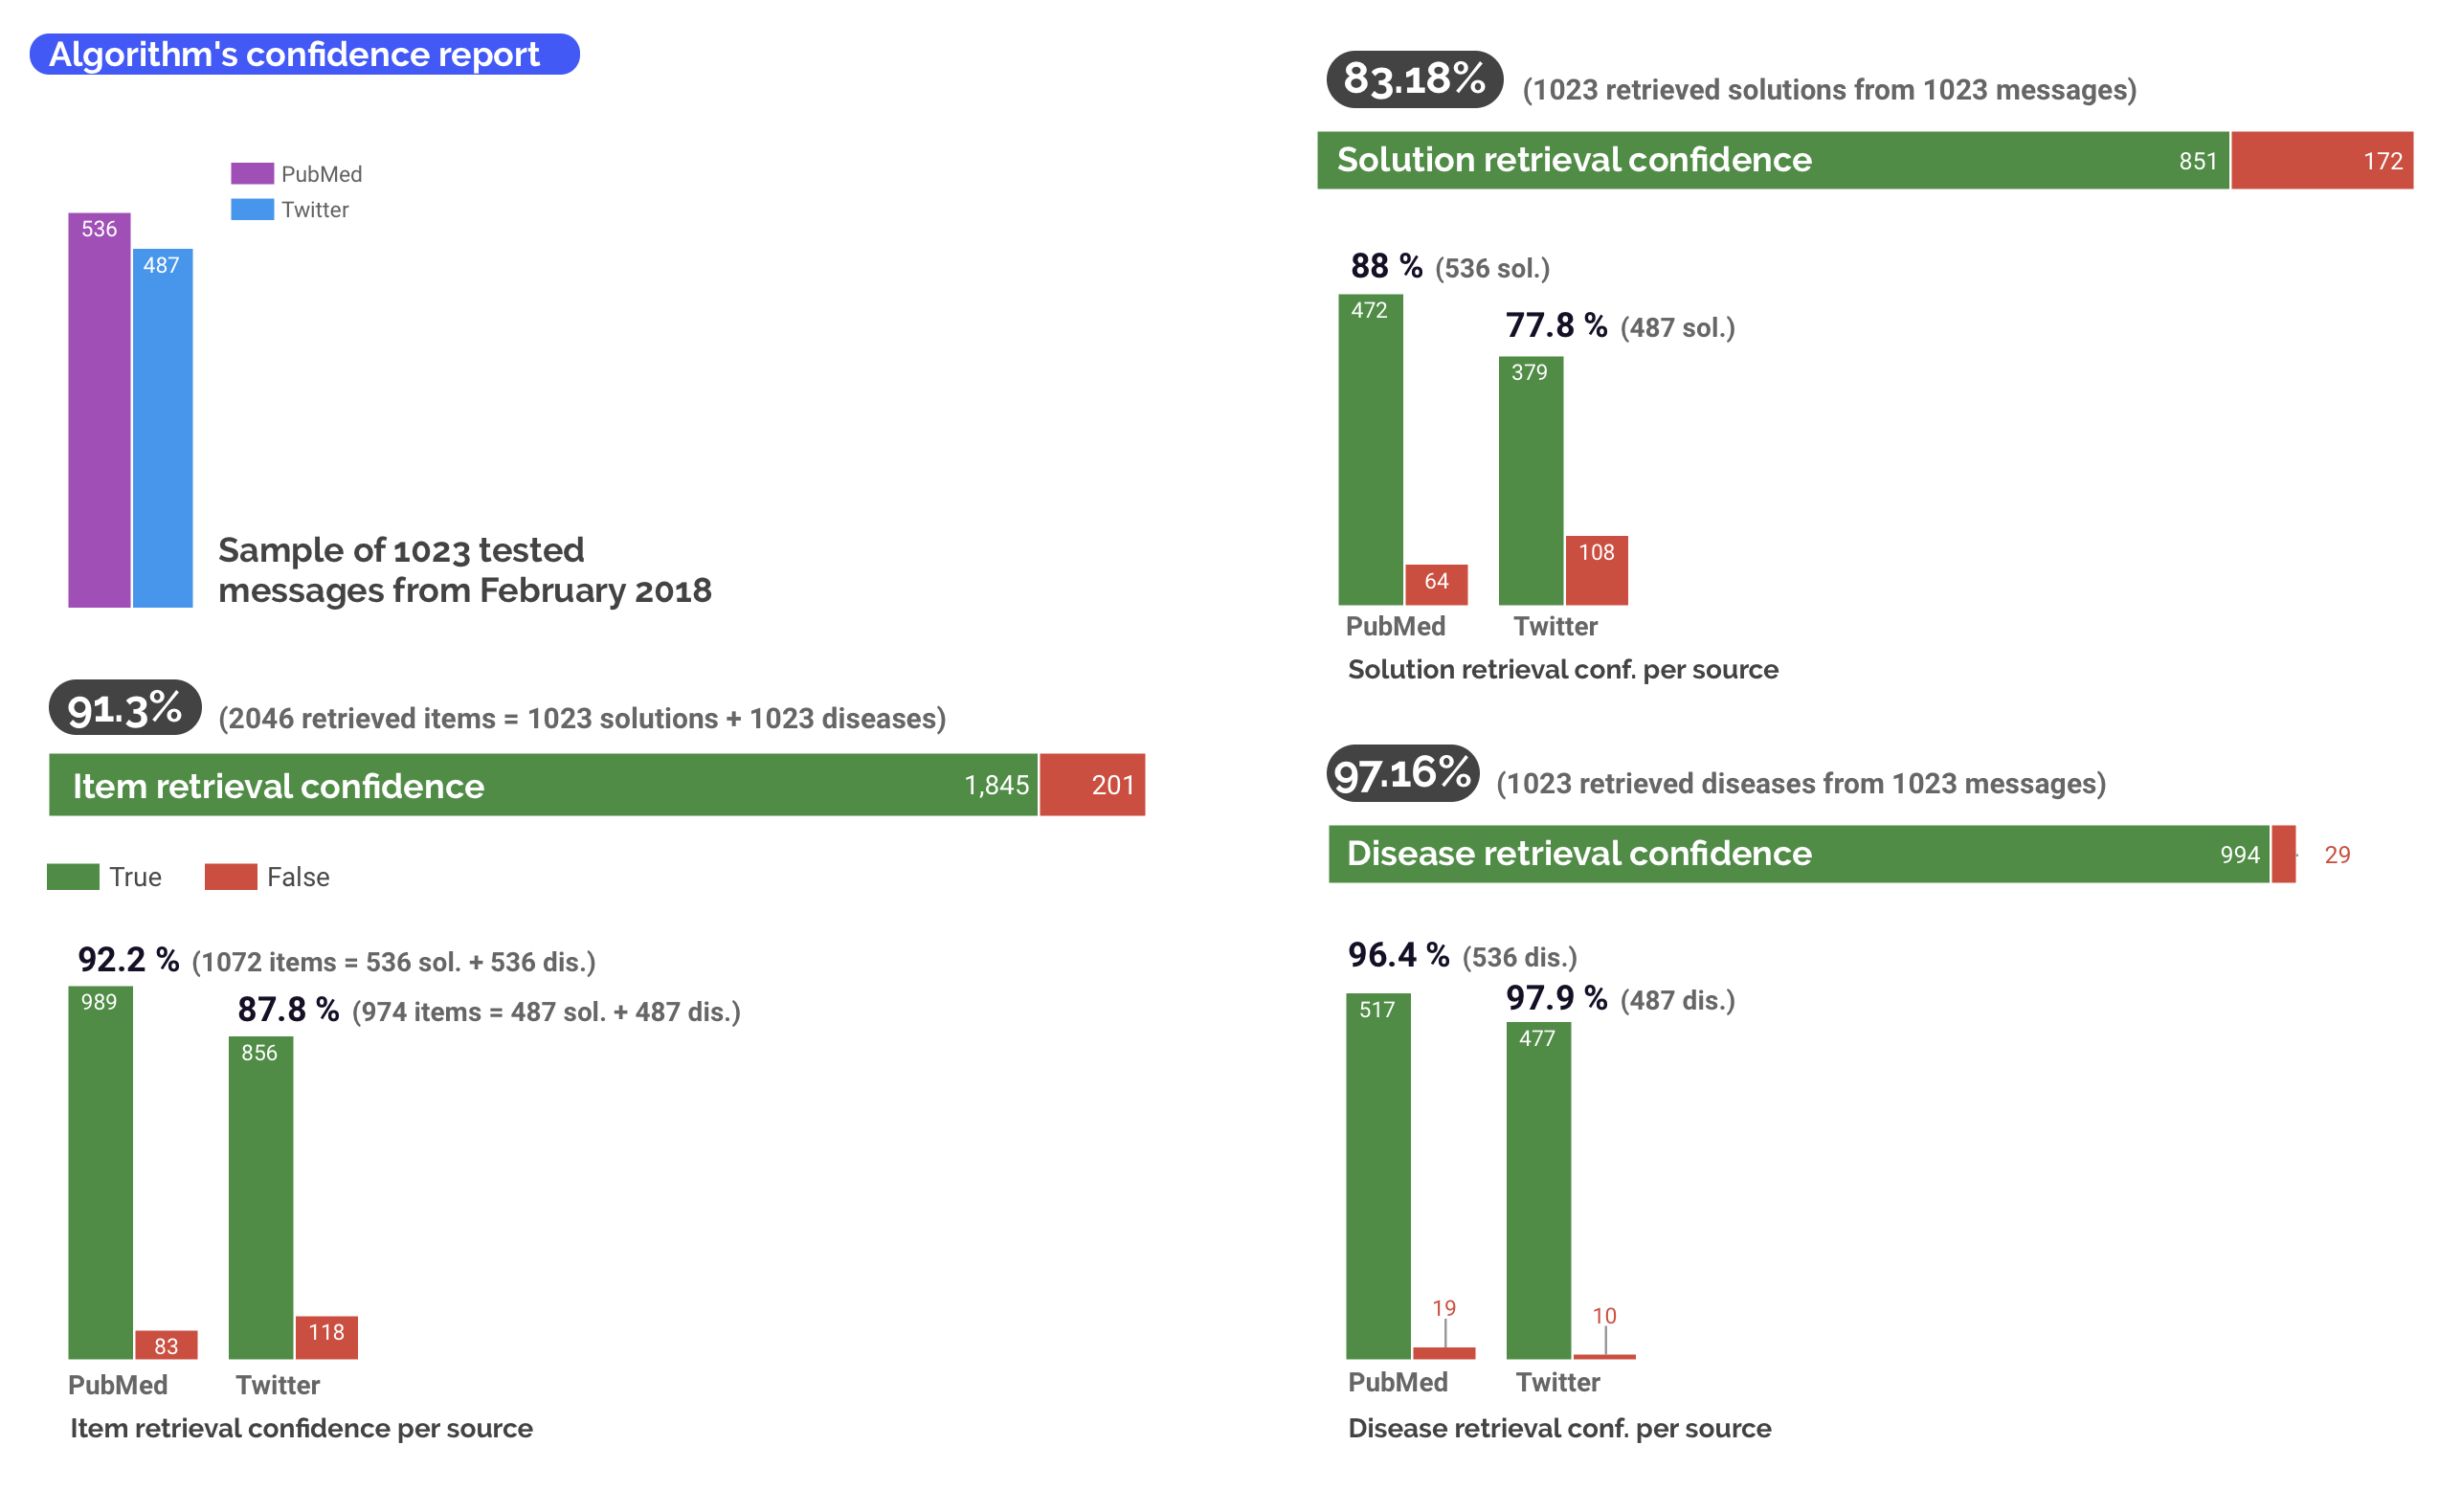 Algorithm's confidence report
PubMed
Twitter
536
487
Sample of 1023 tested
messages from February 2018
91.3%
(2046 retrieved items = 1023 solutions + 1023 diseases)
Item retrieval confidence
1,845
201
True
False
92.2 % (1072 items = 536 sol. + 536 dis.)
989
87.8 % (974 items = 487 sol. + 487 dis.)
856
83
118
PubMed
Twitter
Item retrieval confidence per source
83.18%
(1023 retrieved solutions from 1023 messages)
Solution retrieval confidence
851
172
88 % (536 sol.)
472
77.8 % (487 sol.)
379
64
108
PubMed
Twitter
Solution retrieval conf. per source
97.16%
(1023 retrieved diseases from 1023 messages)
Disease retrieval confidence
994
29
96.4 % (536 dis.)
517
97.9 % (487 dis.)
477
19
10
PubMed
Twitter
Disease retrieval conf. per source